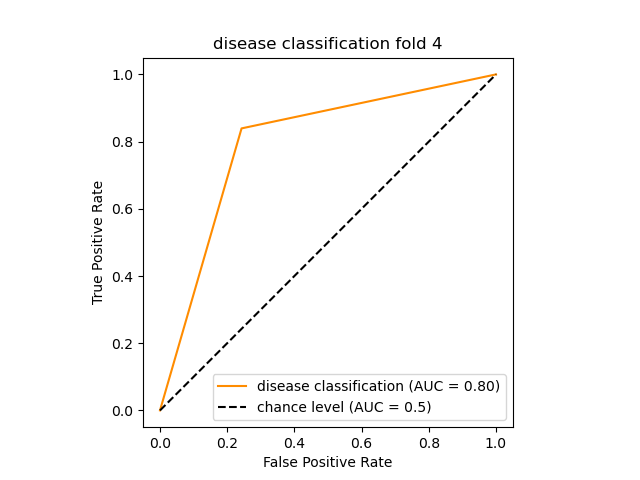 disease classification fold 4
1.0
0.8
0.6
0.4
0.2
0.0
True Positive Rate
disease classification (AUC = 0.80)
chance level (AUC = 0.5)
0.0 0.2 0.4 0.6 0.8 1.0
False Positive Rate